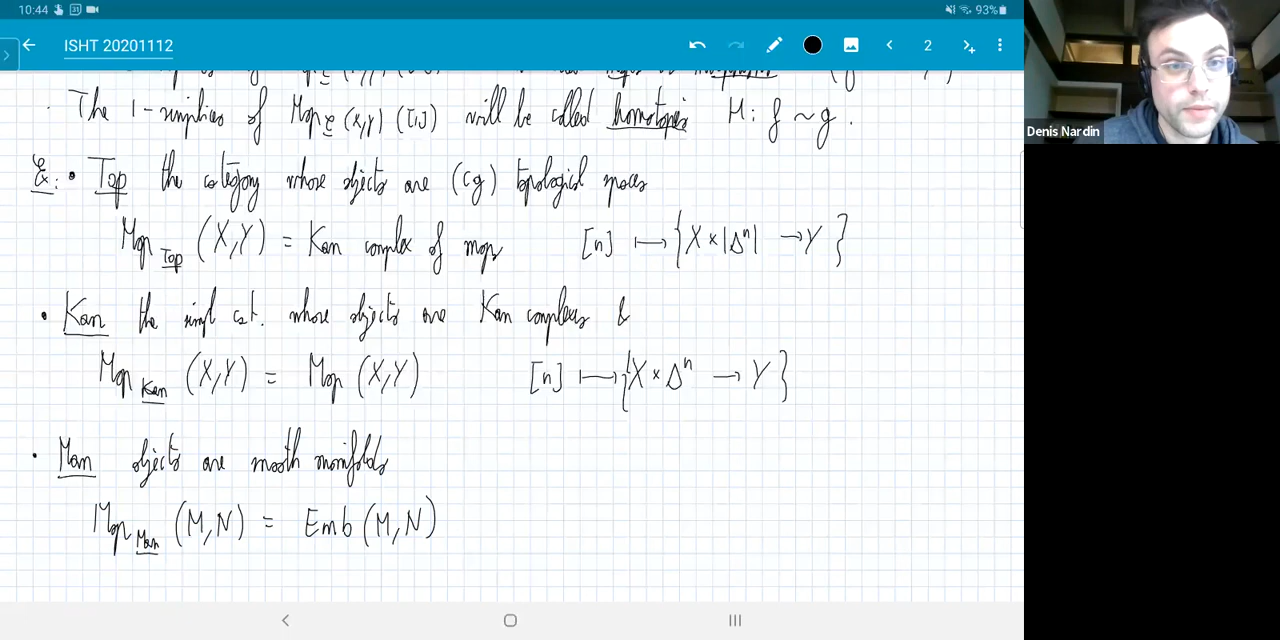 10:44 31 93%
ISHT 20201112
2
Denis Nardin
· The 1-simplices of Map_C(X,Y) will be called homotopies H: f ~ g.
Ex: • Top the category whose objects are (cg) topological spaces
Map_Top (X,Y) = Kan complex of maps [n] ⟼ {X × |Δⁿ| → Y}
• Kan the simpl cat. whose objects are Kan complexes &
Map_Kan (X,Y) = Map (X,Y) [n] ⟼ {X × Δⁿ → Y}
• Man objects are smooth manifolds
Map_Man (M,N) = Emb (M,N)